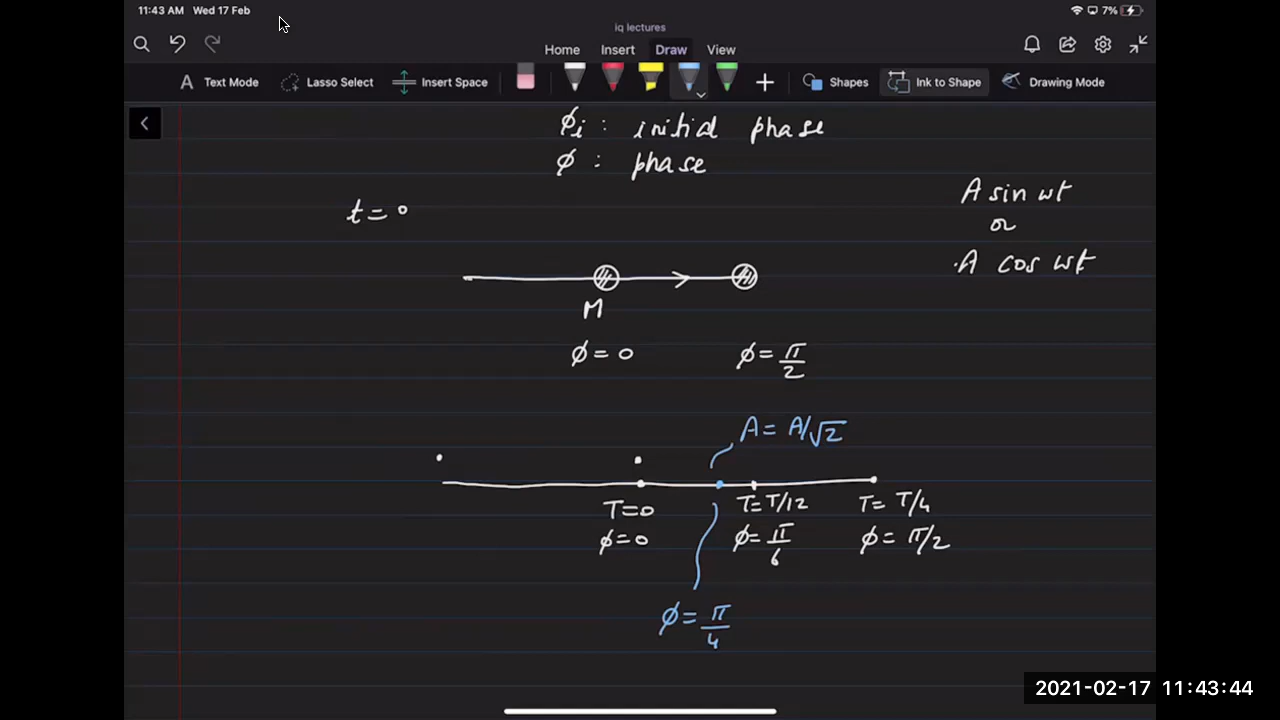 11:43 AM Wed 17 Feb
7%
iq lectures
Home Insert Draw View
Text Mode Lasso Select Insert Space Shapes Ink to Shape Drawing Mode
ϕi : initial phase
ϕ : phase
A sin wt
t = 0
or
A cos wt
M
ϕ = 0 ϕ = π/2
A = A/√2
T=0 T=T/12 T= T/4
ϕ=0 ϕ=π/6 ϕ= π/2
ϕ=π/4
2021-02-17 11:43:44